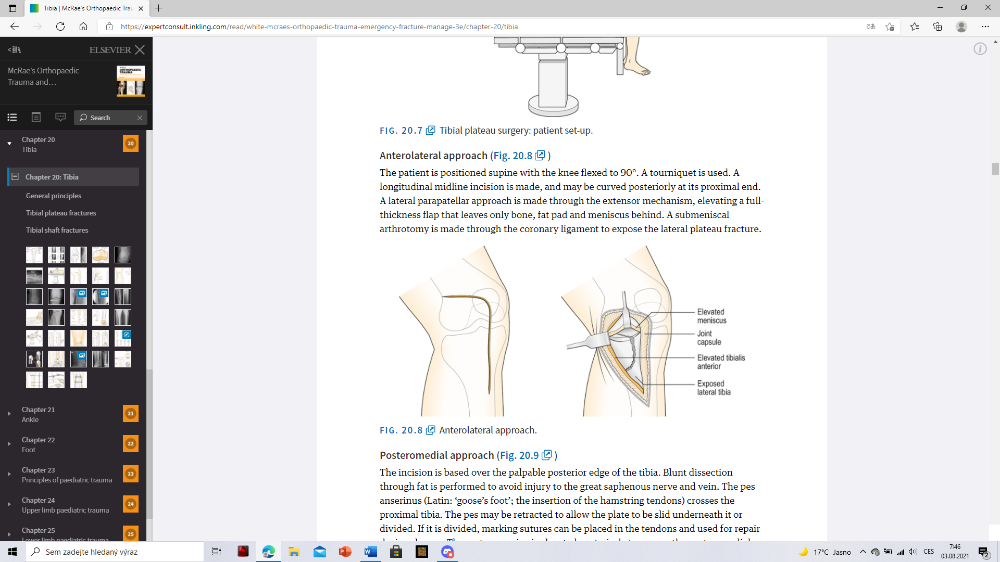 Tibia | McRae's Orthopaedic Trau
https://expertconsult.inkling.com/read/white-mcraes-orthopaedic-trauma-emergency-fracture-manage-3e/chapter-20/tibia
ELSEVIER
McRae's Orthopaedic
Trauma and…
ORTHOPAEDIC
TRAUMA
Search
Chapter 20
Tibia
20
Chapter 20: Tibia
General principles
Tibial plateau fractures
Tibial shaft fractures
Chapter 21
Ankle
21
Chapter 22
Foot
22
Chapter 23
Principles of paediatric trauma
23
Chapter 24
Upper limb paediatric trauma
24
Chapter 25
Lower limb paediatric trauma
25
FIG. 20.7 Tibial plateau surgery: patient set-up.
Anterolateral approach (Fig. 20.8 )
The patient is positioned supine with the knee flexed to 90°. A tourniquet is used. A
longitudinal midline incision is made, and may be curved posteriorly at its proximal end.
A lateral parapatellar approach is made through the extensor mechanism, elevating a full-
thickness flap that leaves only bone, fat pad and meniscus behind. A submeniscal
arthrotomy is made through the coronary ligament to expose the lateral plateau fracture.
Elevated
meniscus
Joint
capsule
Elevated tibialis
anterior
Exposed
lateral tibia
FIG. 20.8 Anterolateral approach.
Posteromedial approach (Fig. 20.9 )
The incision is based over the palpable posterior edge of the tibia. Blunt dissection
through fat is performed to avoid injury to the great saphenous nerve and vein. The pes
anserinus (Latin: ‘goose’s foot’; the insertion of the hamstring tendons) crosses the
proximal tibia. The pes may be retracted to allow the plate to be slid underneath it or
divided. If it is divided, marking sutures can be placed in the tendons and used for repair
Sem zadejte hledaný výraz
17°C Jasno
CES
7:46
03.08.2021
2